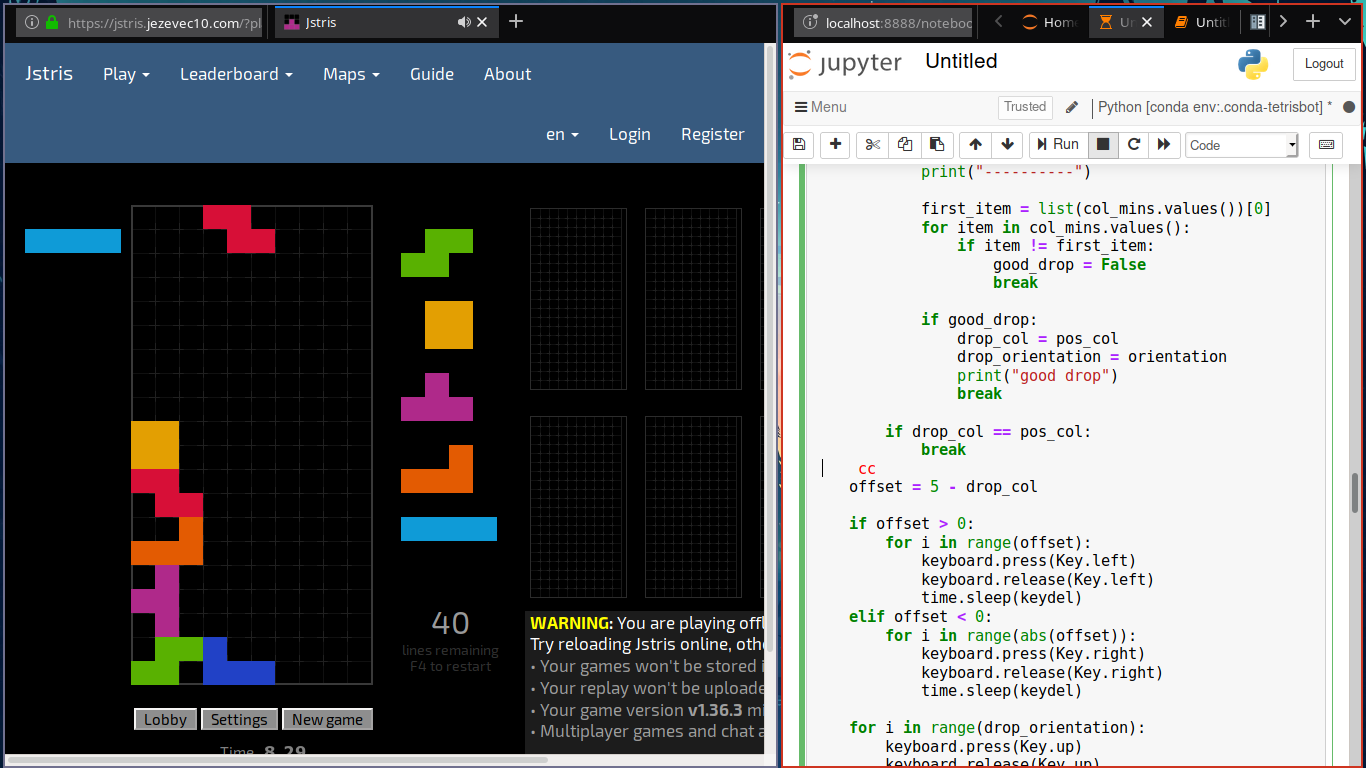 https://jstris.jezevec10.com/?pl
Jstris
Jstris
Play
Leaderboard
Maps
Guide
About
en
Login
Register
40
lines remaining
F4 to restart
WARNING: You are playing offl
Try reloading Jstris online, othe
• Your games won't be stored i
• Your replay won't be uploade
• Your game version v1.36.3 mi
• Multiplayer games and chat a
Lobby
Settings
New game
Time 8.29
localhost:8888/noteboo
Hom
Un
Untit
jupyter
Untitled
Logout
Menu
Trusted
Python [conda env:.conda-tetrisbot] *
Run
Code
print("----------")
first_item = list(col_mins.values())[0]
for item in col_mins.values():
if item != first_item:
good_drop = False
break
if good_drop:
drop_col = pos_col
drop_orientation = orientation
print("good drop")
break
if drop_col == pos_col:
break
cc
offset = 5 - drop_col
if offset > 0:
for i in range(offset):
keyboard.press(Key.left)
keyboard.release(Key.left)
time.sleep(keydel)
elif offset < 0:
for i in range(abs(offset)):
keyboard.press(Key.right)
keyboard.release(Key.right)
time.sleep(keydel)
for i in range(drop_orientation):
keyboard.press(Key.up)
keyboard.release(Key.up)